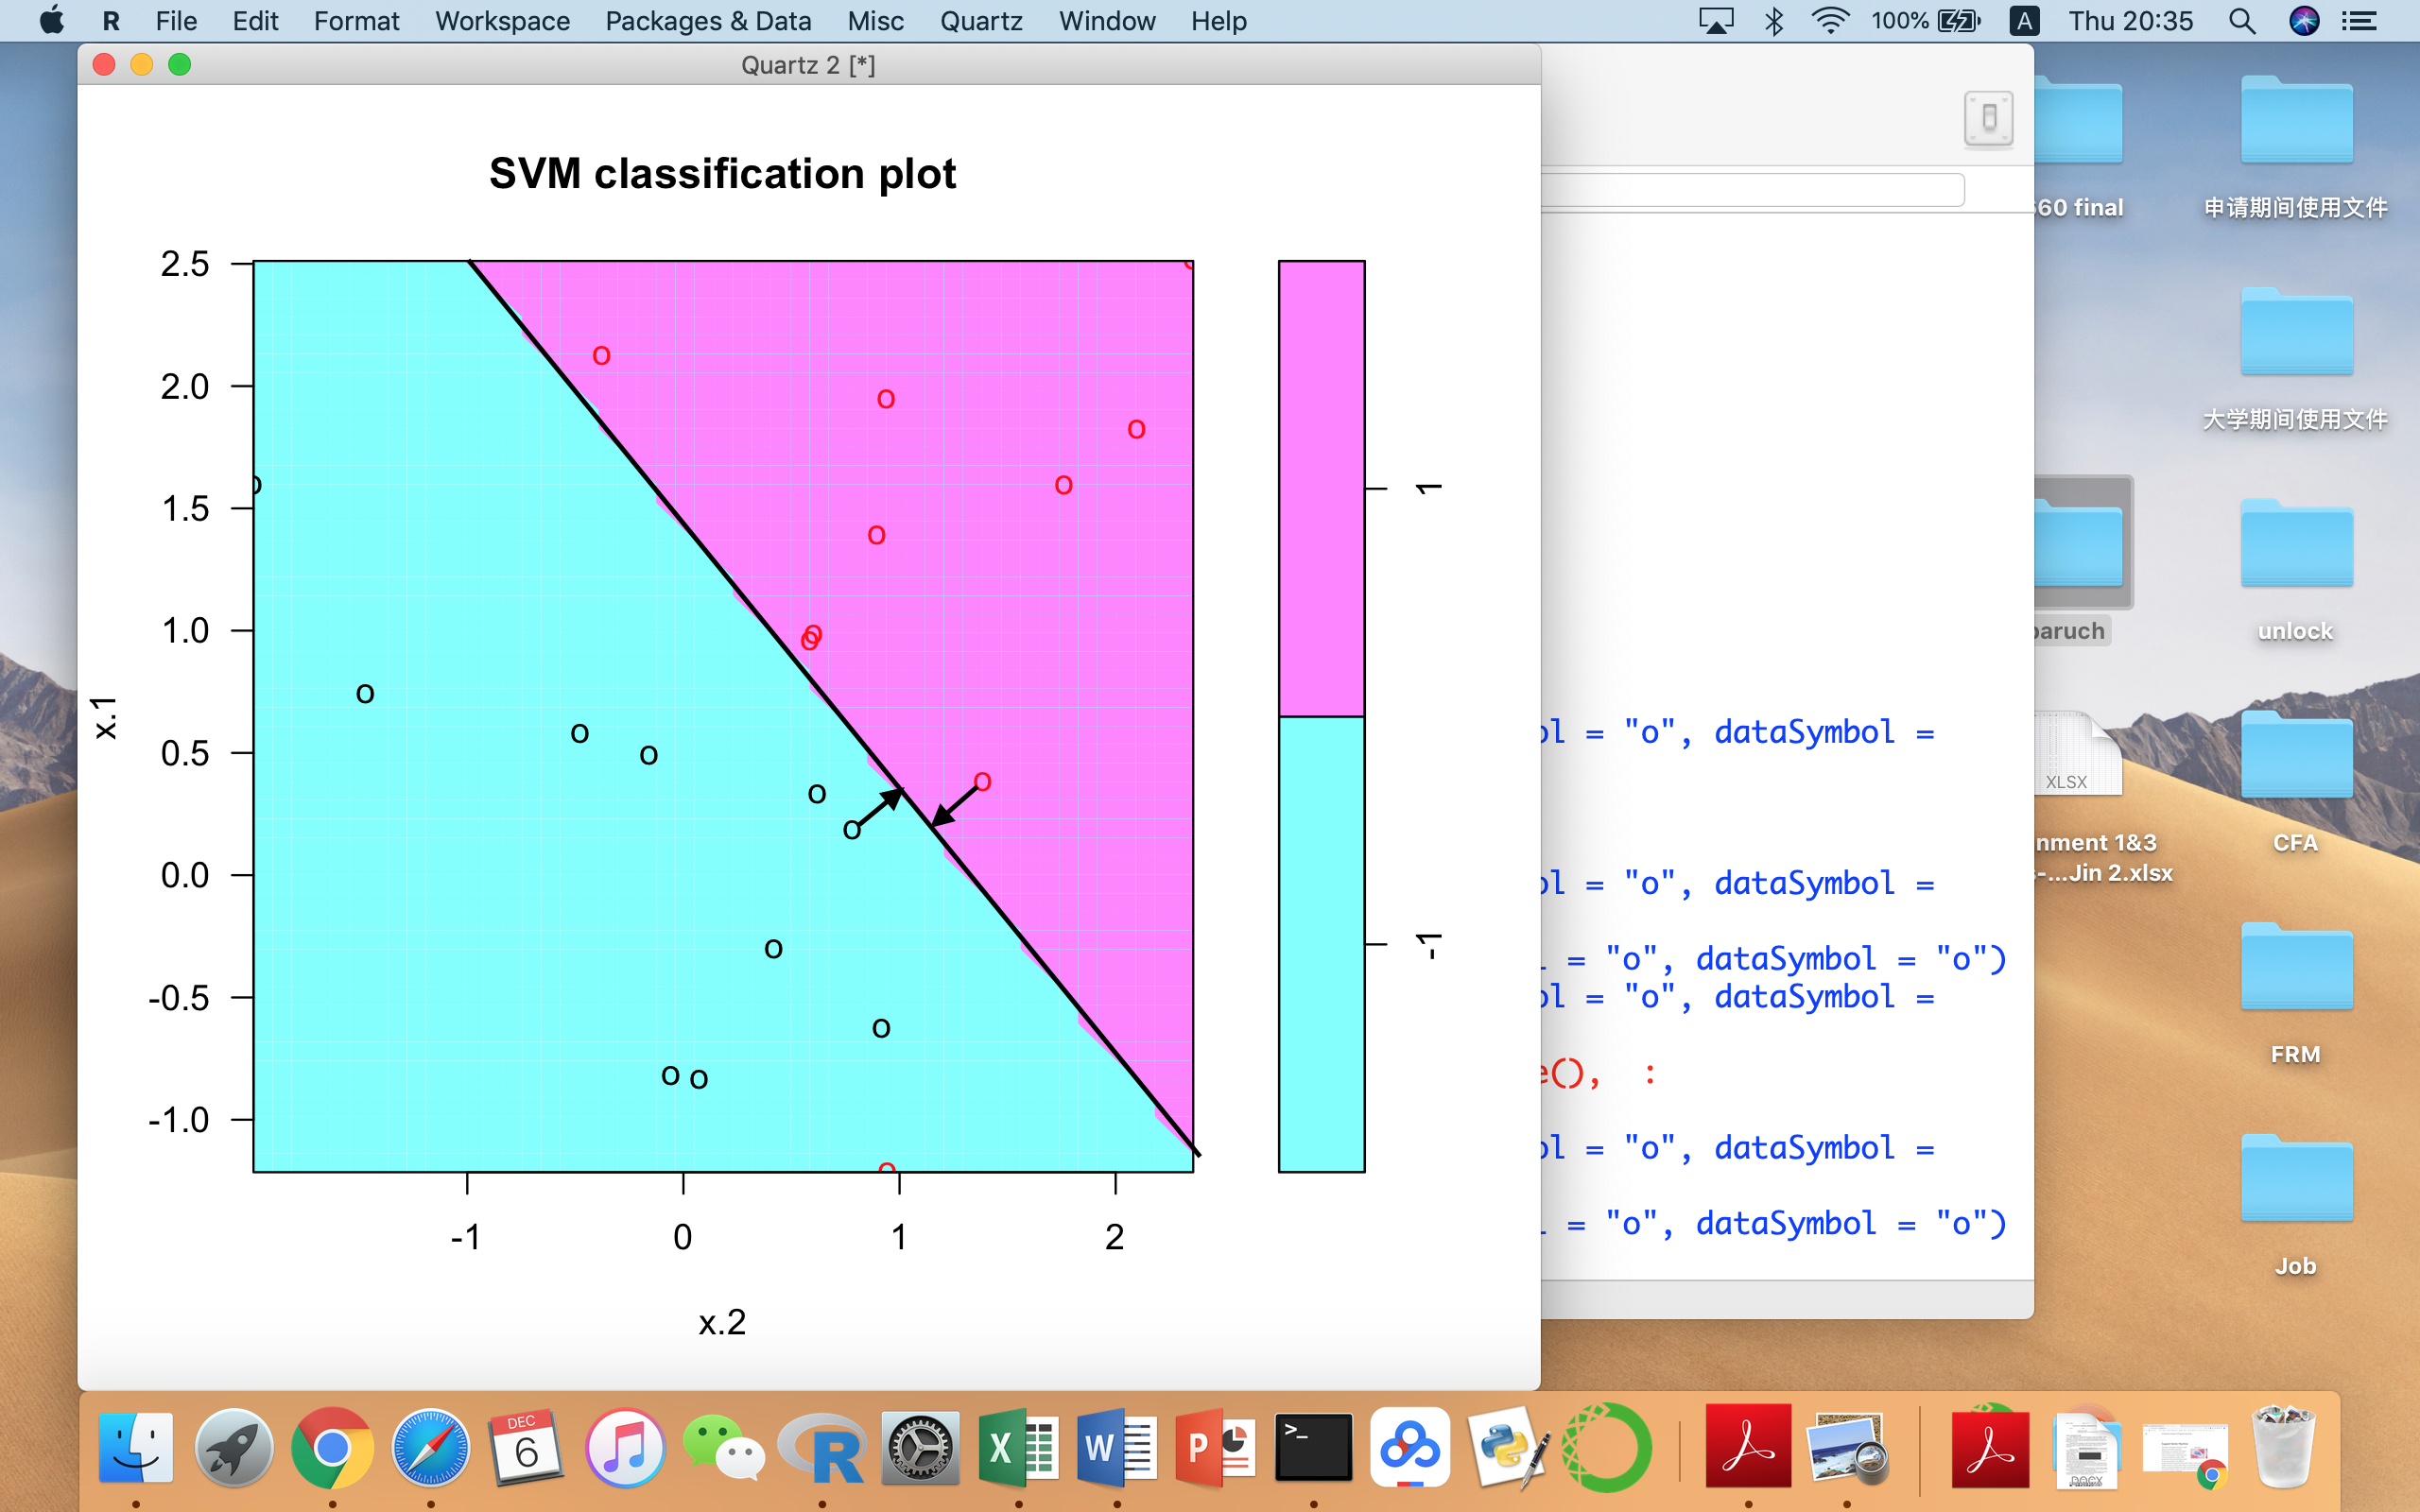 R File Edit Format Workspace Packages & Data Misc Quartz Window Help 100% A Thu 20:35
Quartz 2 [*]
SVM classification plot
2.5
2.0
1.5
1.0
0.5
0.0
-0.5
-1.0
x.1
-1 0 1 2
x.2
1
-1
ol = "o", dataSymbol =
ol = "o", dataSymbol =
l = "o", dataSymbol = "o")
ol = "o", dataSymbol =
e(), :
ol = "o", dataSymbol =
l = "o", dataSymbol = "o")
60 final
申请期间使用文件
大学期间使用文件
baruch
unlock
XLSX
nment 1&3
-...Jin 2.xlsx
CFA
FRM
Job
DEC
6
R
X
W
P
>_
DOCX